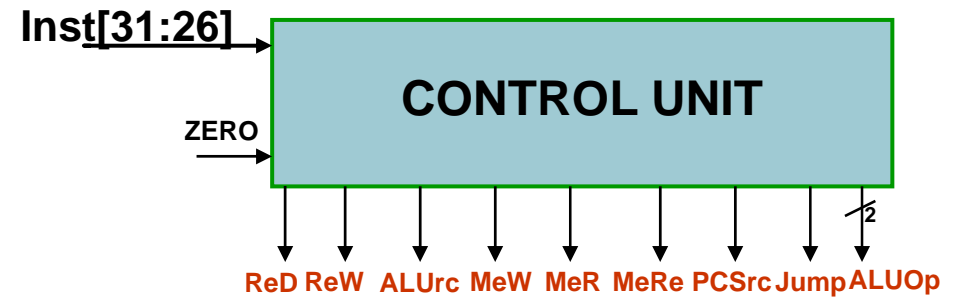 Inst[31:26]
CONTROL UNIT
ZERO
2
ReD ReW ALUrc MeW MeR MeRe PCSrc Jump ALUOp